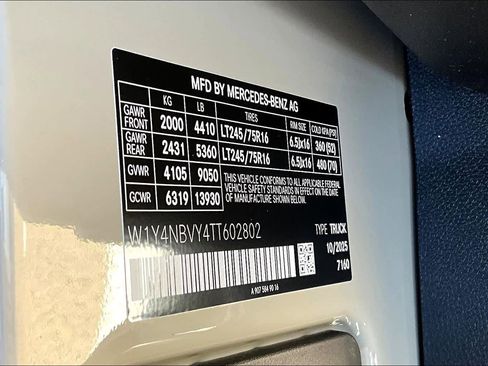 MFD BY MERCEDES-BENZ AG
KG LB TIRES RIM SIZE COLD KPA (PSI)
GAWR FRONT 2000 4410 LT245/75R16 6.5Jx16 360 (52)
GAWR REAR 2431 5360 LT245/75R16 6.5Jx16 480 (70)
GVWR 4105 9050
GCWR 6319 13930
THIS VEHICLE CONFORMS TO ALL APPLICABLE
FEDERAL MOTOR VEHICLE SAFETY STANDARDS
IN EFFECT ON THE DATE OF MANUFACTURE
SHOWN ABOVE.
W1Y4NBVY4TT602802
TYPE TRUCK
10/2025
7160
A 907 584 90 16